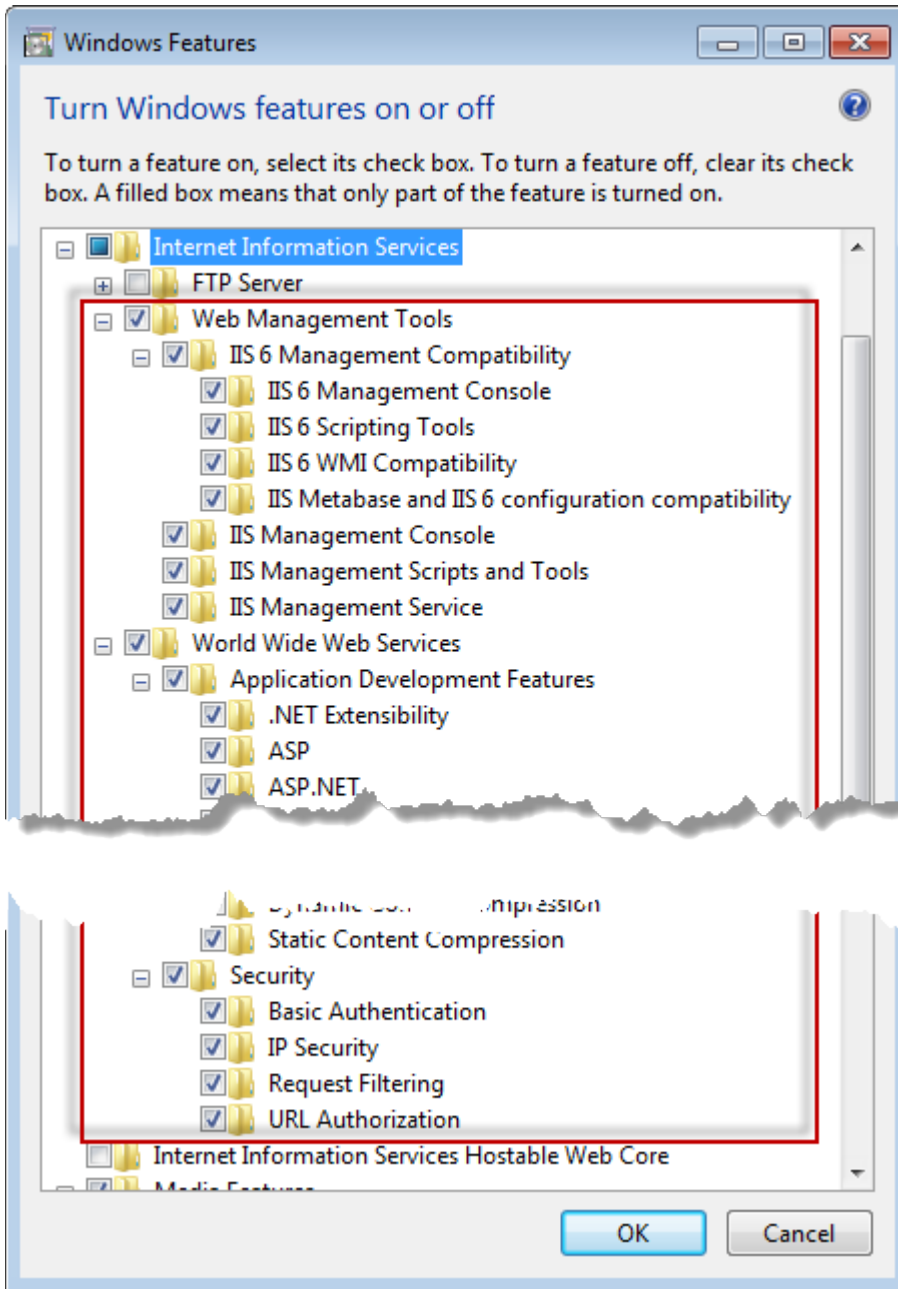 Windows Features
Turn Windows features on or off
To turn a feature on, select its check box. To turn a feature off, clear its check
box. A filled box means that only part of the feature is turned on.
Internet Information Services
FTP Server
Web Management Tools
IIS 6 Management Compatibility
IIS 6 Management Console
IIS 6 Scripting Tools
IIS 6 WMI Compatibility
IIS Metabase and IIS 6 configuration compatibility
IIS Management Console
IIS Management Scripts and Tools
IIS Management Service
World Wide Web Services
Application Development Features
.NET Extensibility
ASP
ASP.NET
Static Content Compression
Security
Basic Authentication
IP Security
Request Filtering
URL Authorization
Internet Information Services Hostable Web Core
Media Features
OK
Cancel